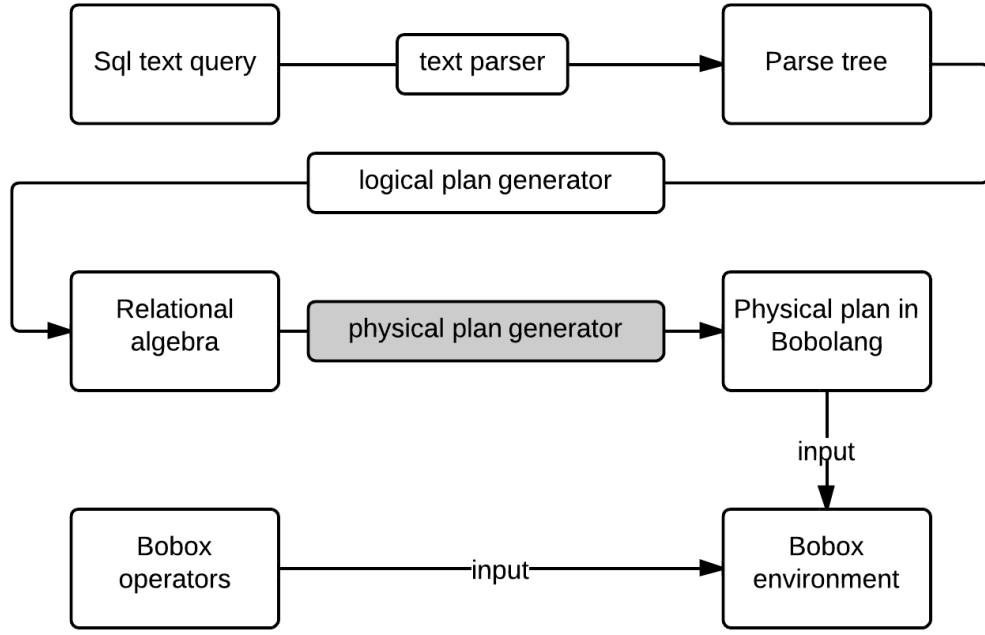 Sql text query
text parser
Parse tree
logical plan generator
Relational
algebra
physical plan generator
Physical plan in
Bobolang
input
Bobox
operators
input
Bobox
environment